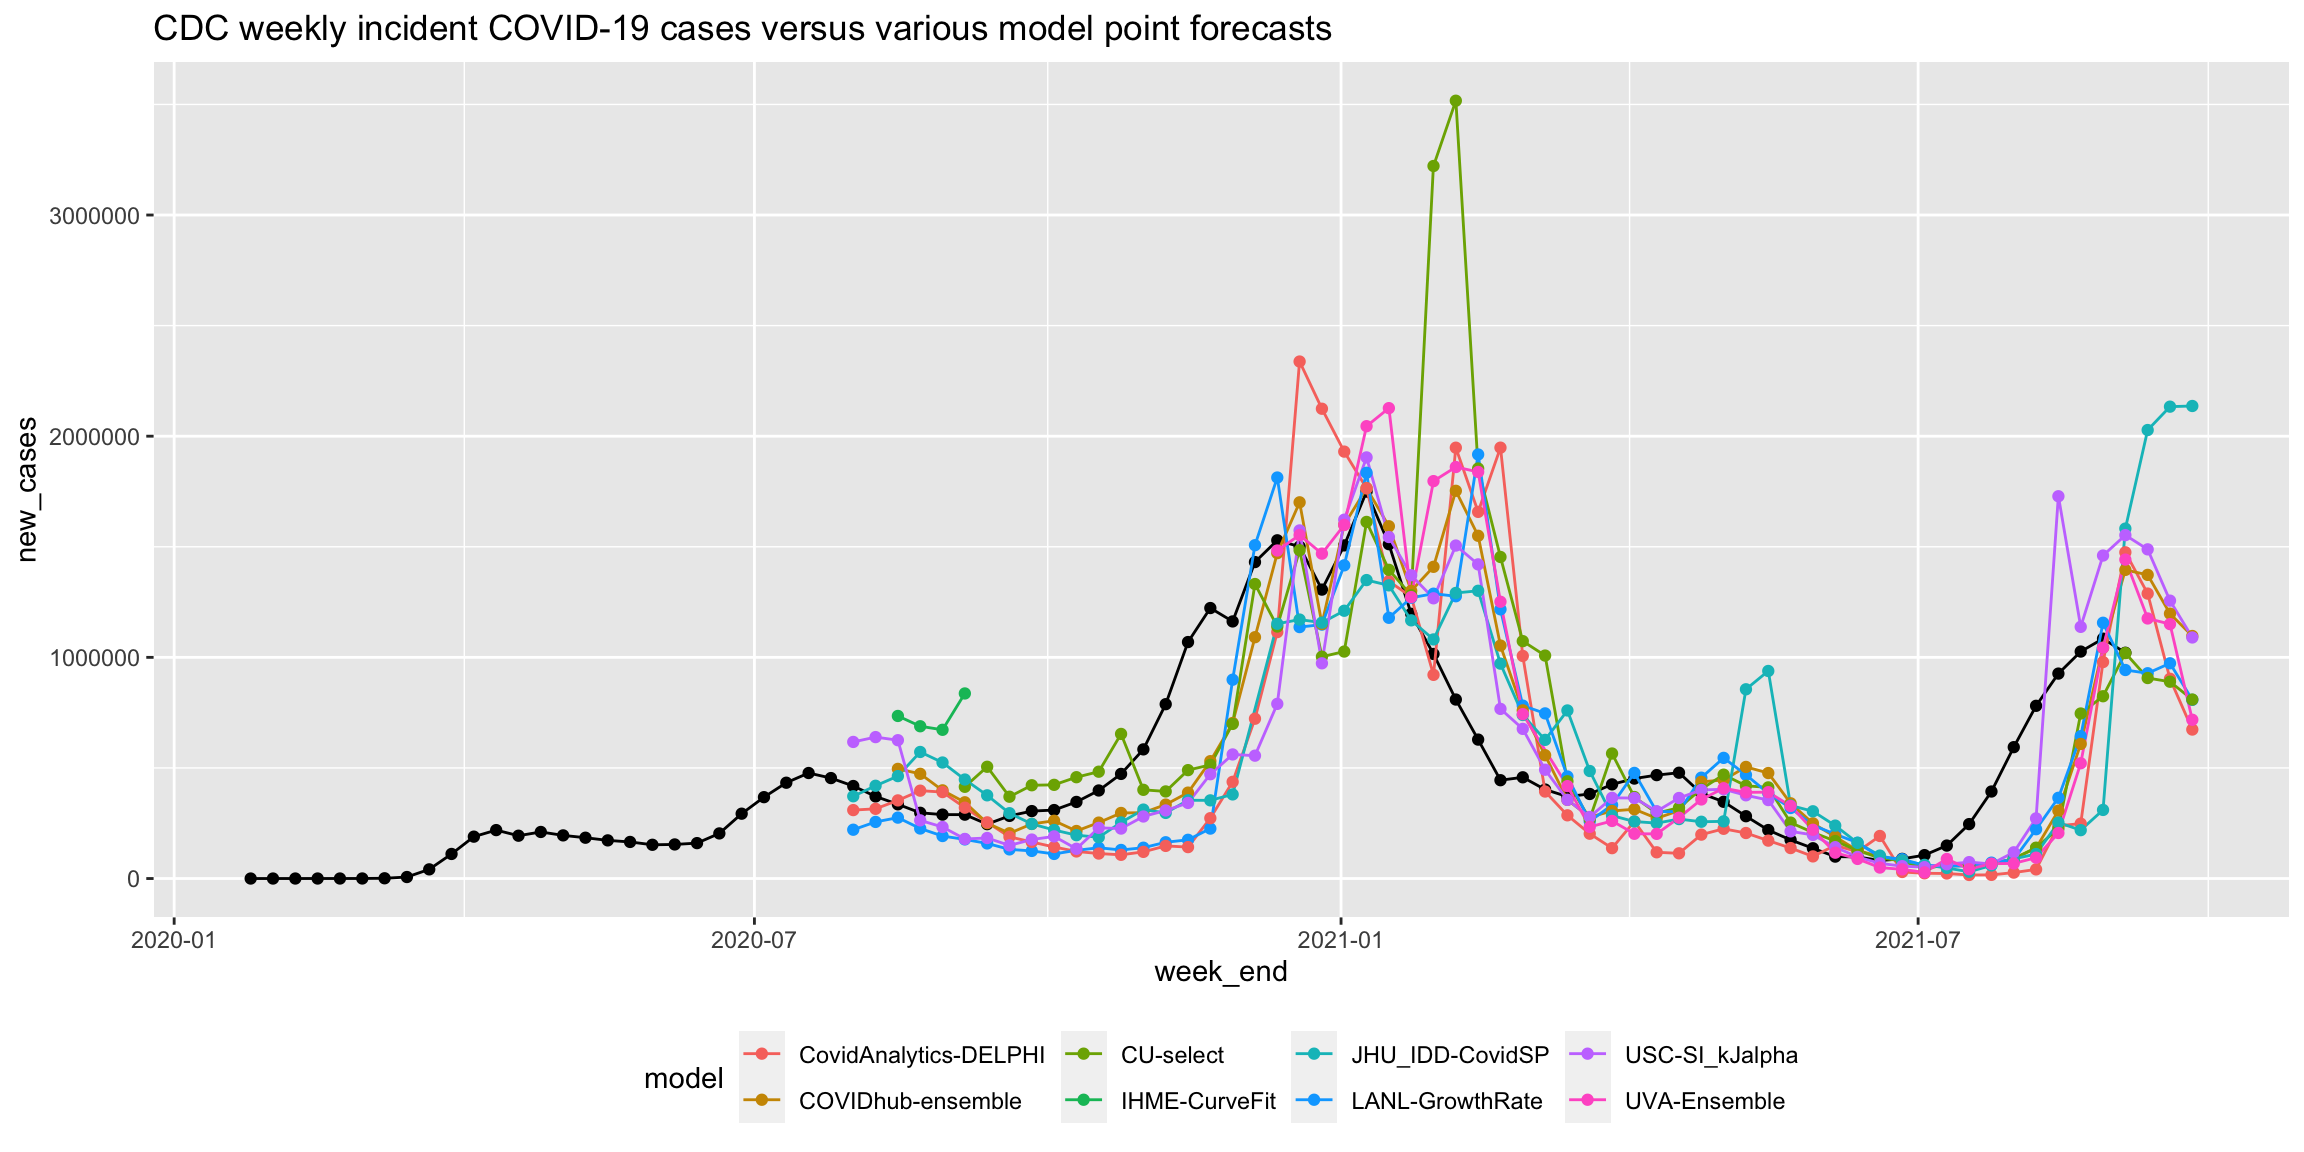 CDC weekly incident COVID-19 cases versus various model point forecasts
new_cases
3000000
2000000
1000000
0
2020-01 2020-07 2021-01 2021-07
week_end
model
CovidAnalytics-DELPHI CU-select JHU_IDD-CovidSP USC-SI_kJalpha
COVIDhub-ensemble IHME-CurveFit LANL-GrowthRate UVA-Ensemble